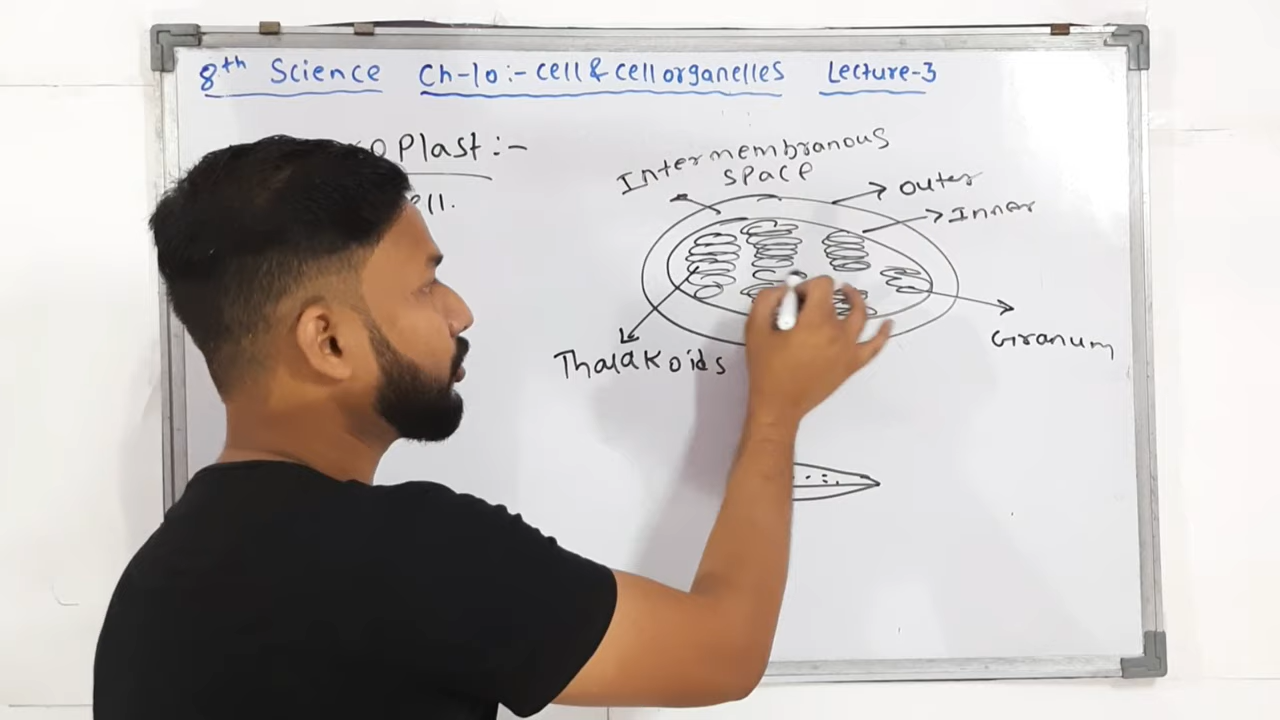 8th Science Ch-10:- cell & cell organelles Lecture-3
Plast:-
Intermembranous
space
Outer
Inner
Granum
Thalakoids